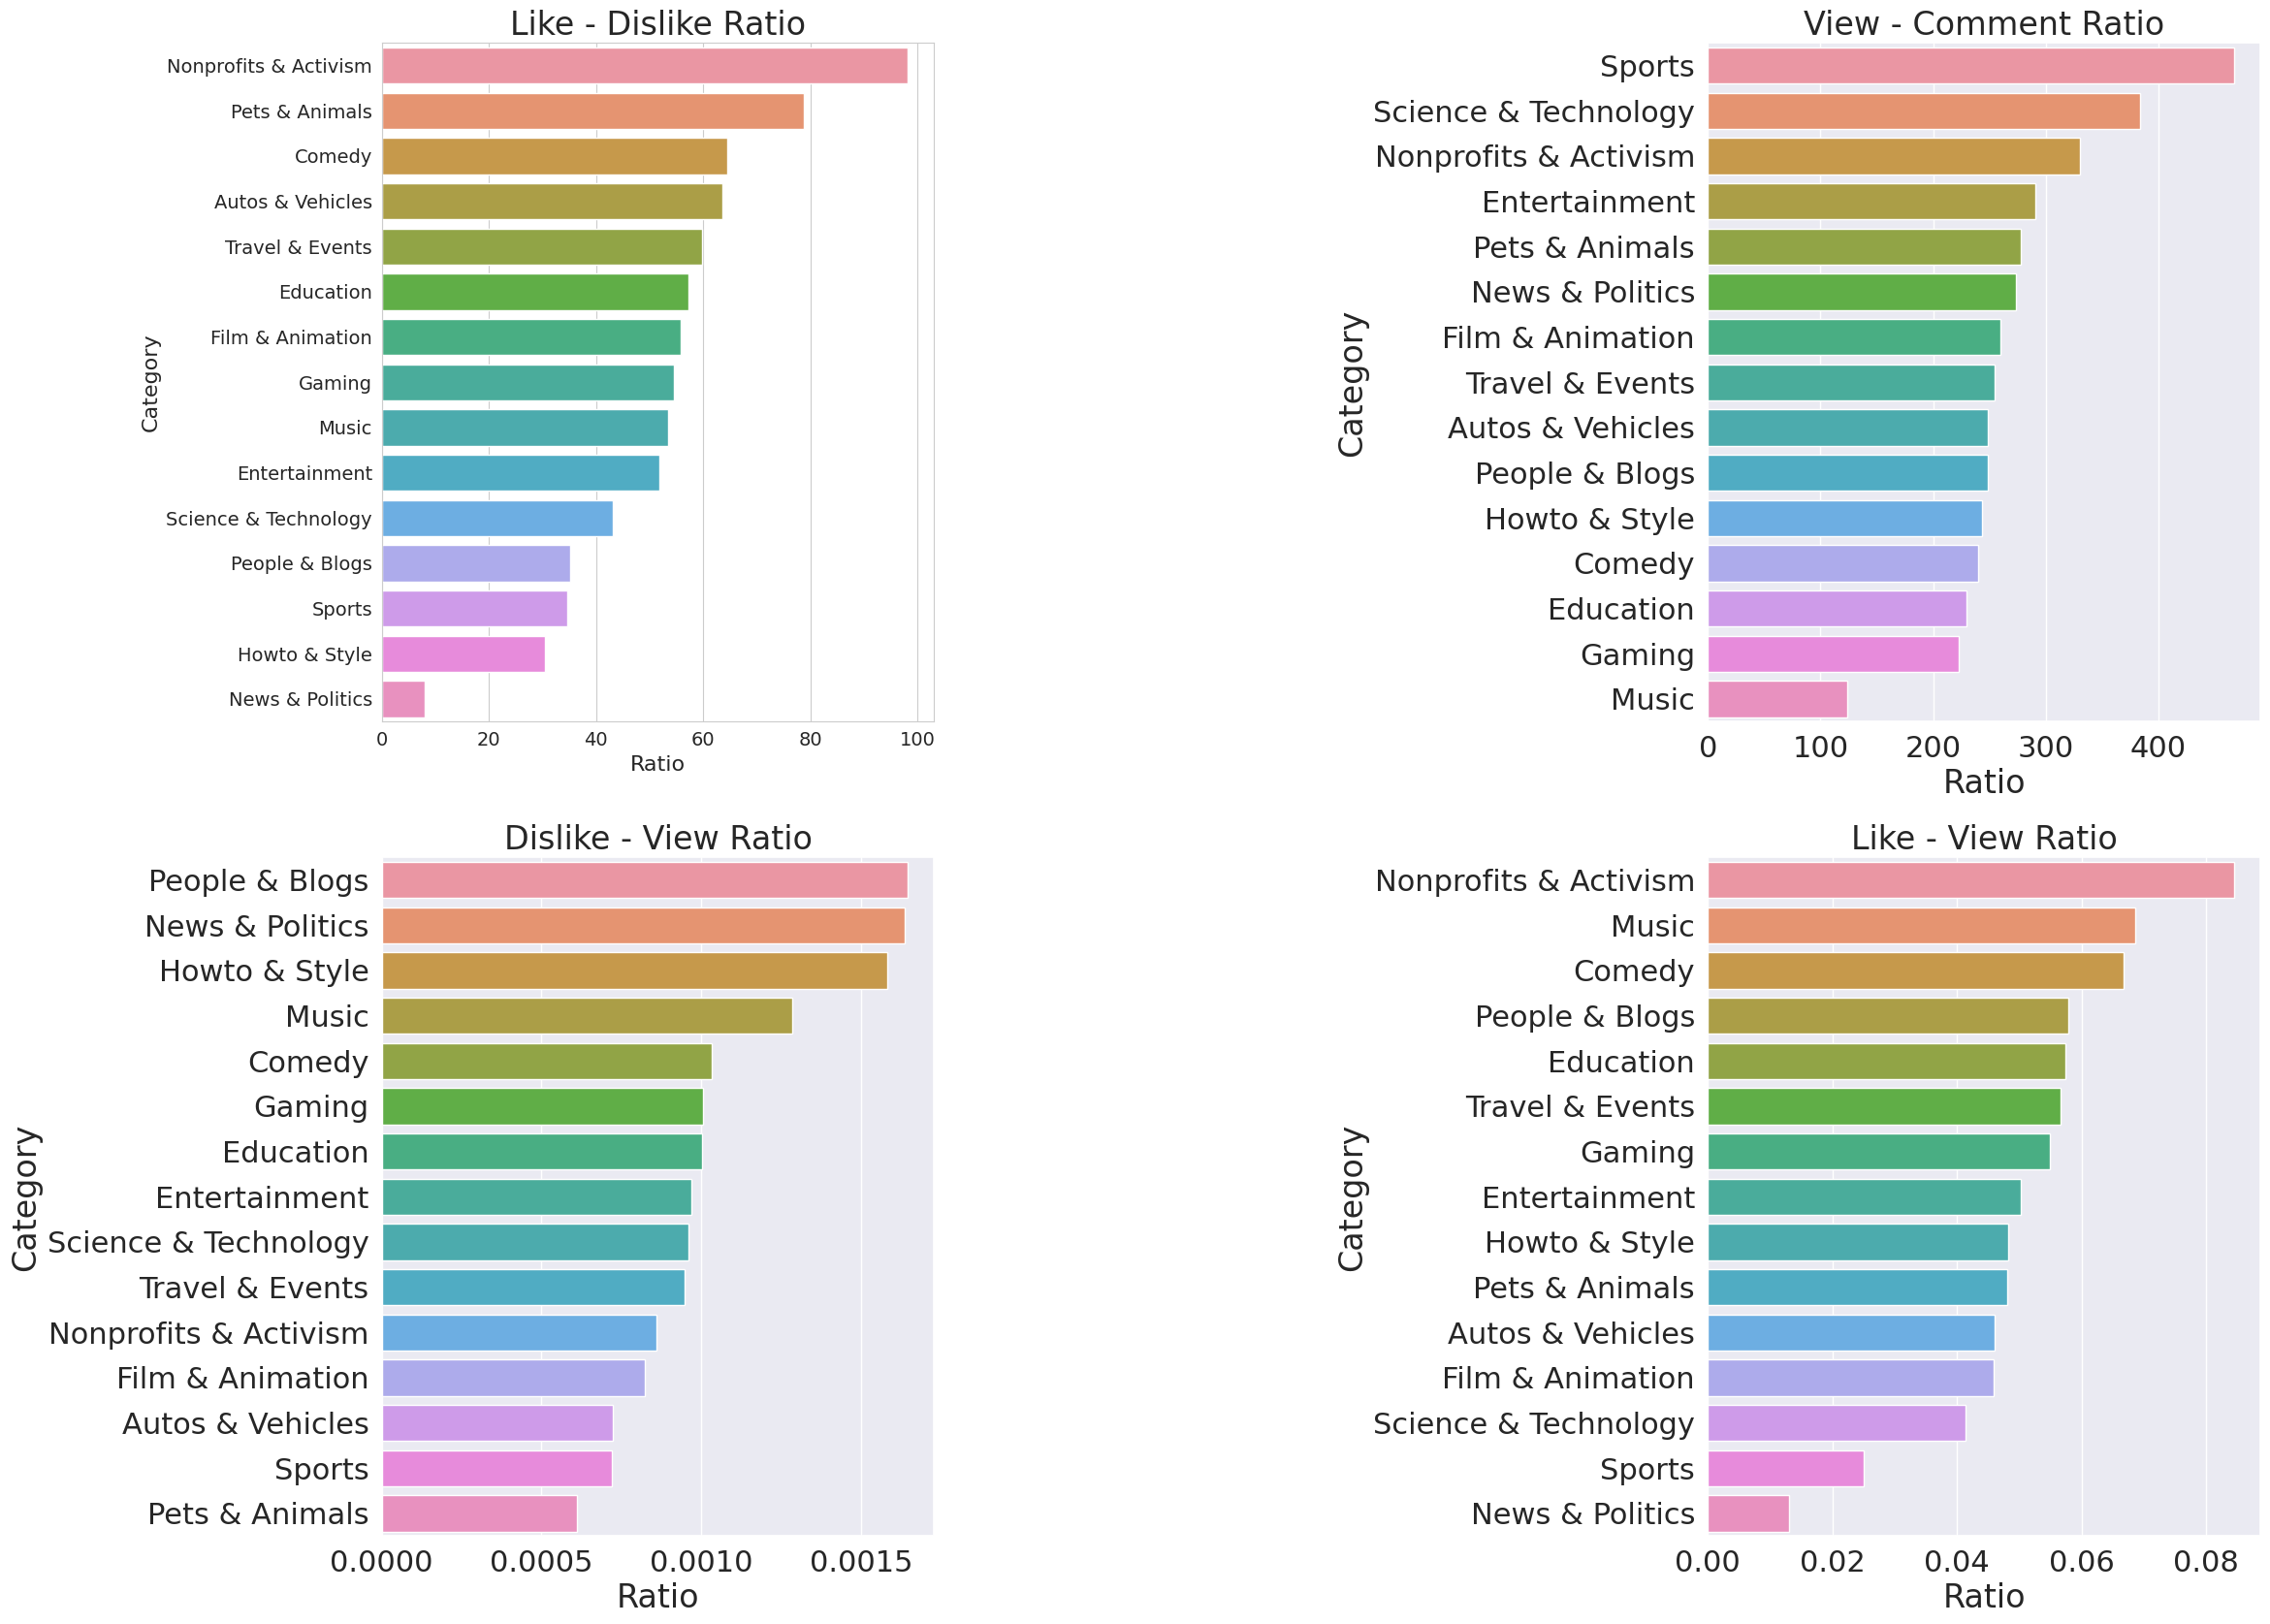 Like - Dislike Ratio
Category
Nonprofits & Activism
Pets & Animals
Comedy
Autos & Vehicles
Travel & Events
Education
Film & Animation
Gaming
Music
Entertainment
Science & Technology
People & Blogs
Sports
Howto & Style
News & Politics
0 20 40 60 80 100
Ratio
View - Comment Ratio
Category
Sports
Science & Technology
Nonprofits & Activism
Entertainment
Pets & Animals
News & Politics
Film & Animation
Travel & Events
Autos & Vehicles
People & Blogs
Howto & Style
Comedy
Education
Gaming
Music
0 100 200 300 400
Ratio
Dislike - View Ratio
Category
People & Blogs
News & Politics
Howto & Style
Music
Comedy
Gaming
Education
Entertainment
Science & Technology
Travel & Events
Nonprofits & Activism
Film & Animation
Autos & Vehicles
Sports
Pets & Animals
0.0000 0.0005 0.0010 0.0015
Ratio
Like - View Ratio
Category
Nonprofits & Activism
Music
Comedy
People & Blogs
Education
Travel & Events
Gaming
Entertainment
Howto & Style
Pets & Animals
Autos & Vehicles
Film & Animation
Science & Technology
Sports
News & Politics
0.00 0.02 0.04 0.06 0.08
Ratio